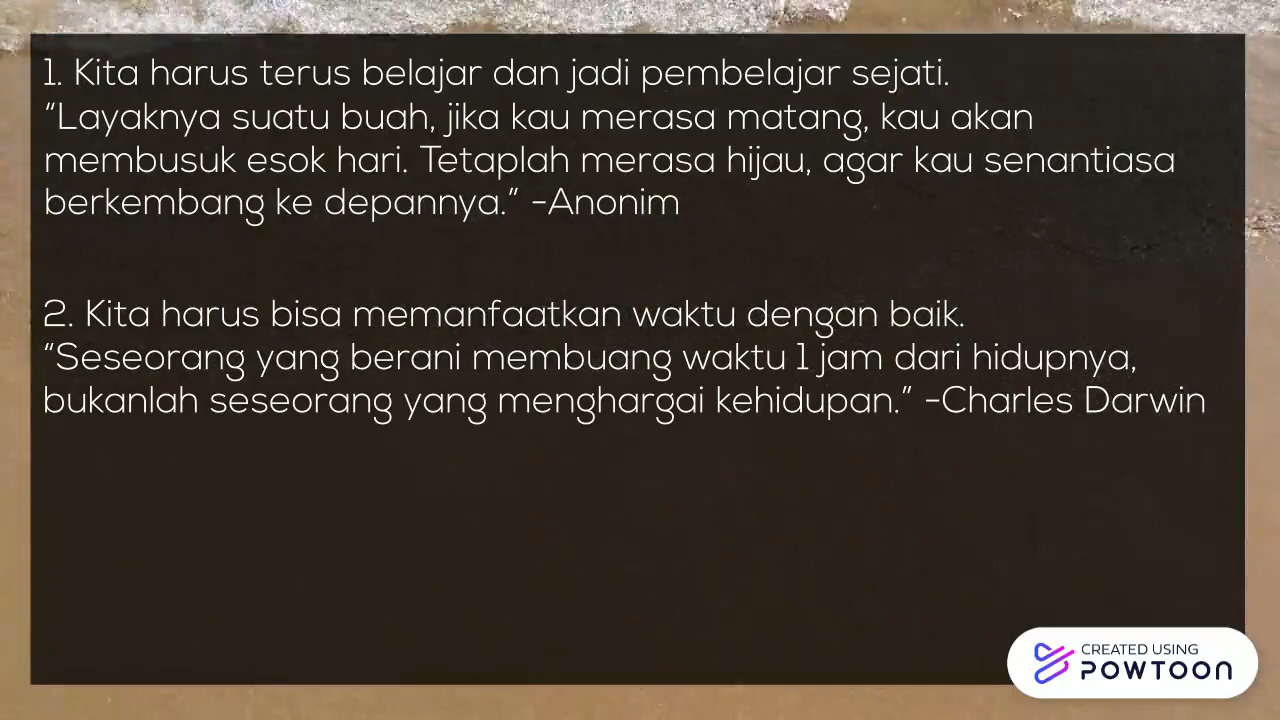 1. Kita harus terus belajar dan jadi pembelajar sejati.
“Layaknya suatu buah, jika kau merasa matang, kau akan
membusuk esok hari. Tetaplah merasa hijau, agar kau senantiasa
berkembang ke depannya.” -Anonim
2. Kita harus bisa memanfaatkan waktu dengan baik.
“Seseorang yang berani membuang waktu 1 jam dari hidupnya,
bukanlah seseorang yang menghargai kehidupan.” -Charles Darwin
CREATED USING
POWTOON